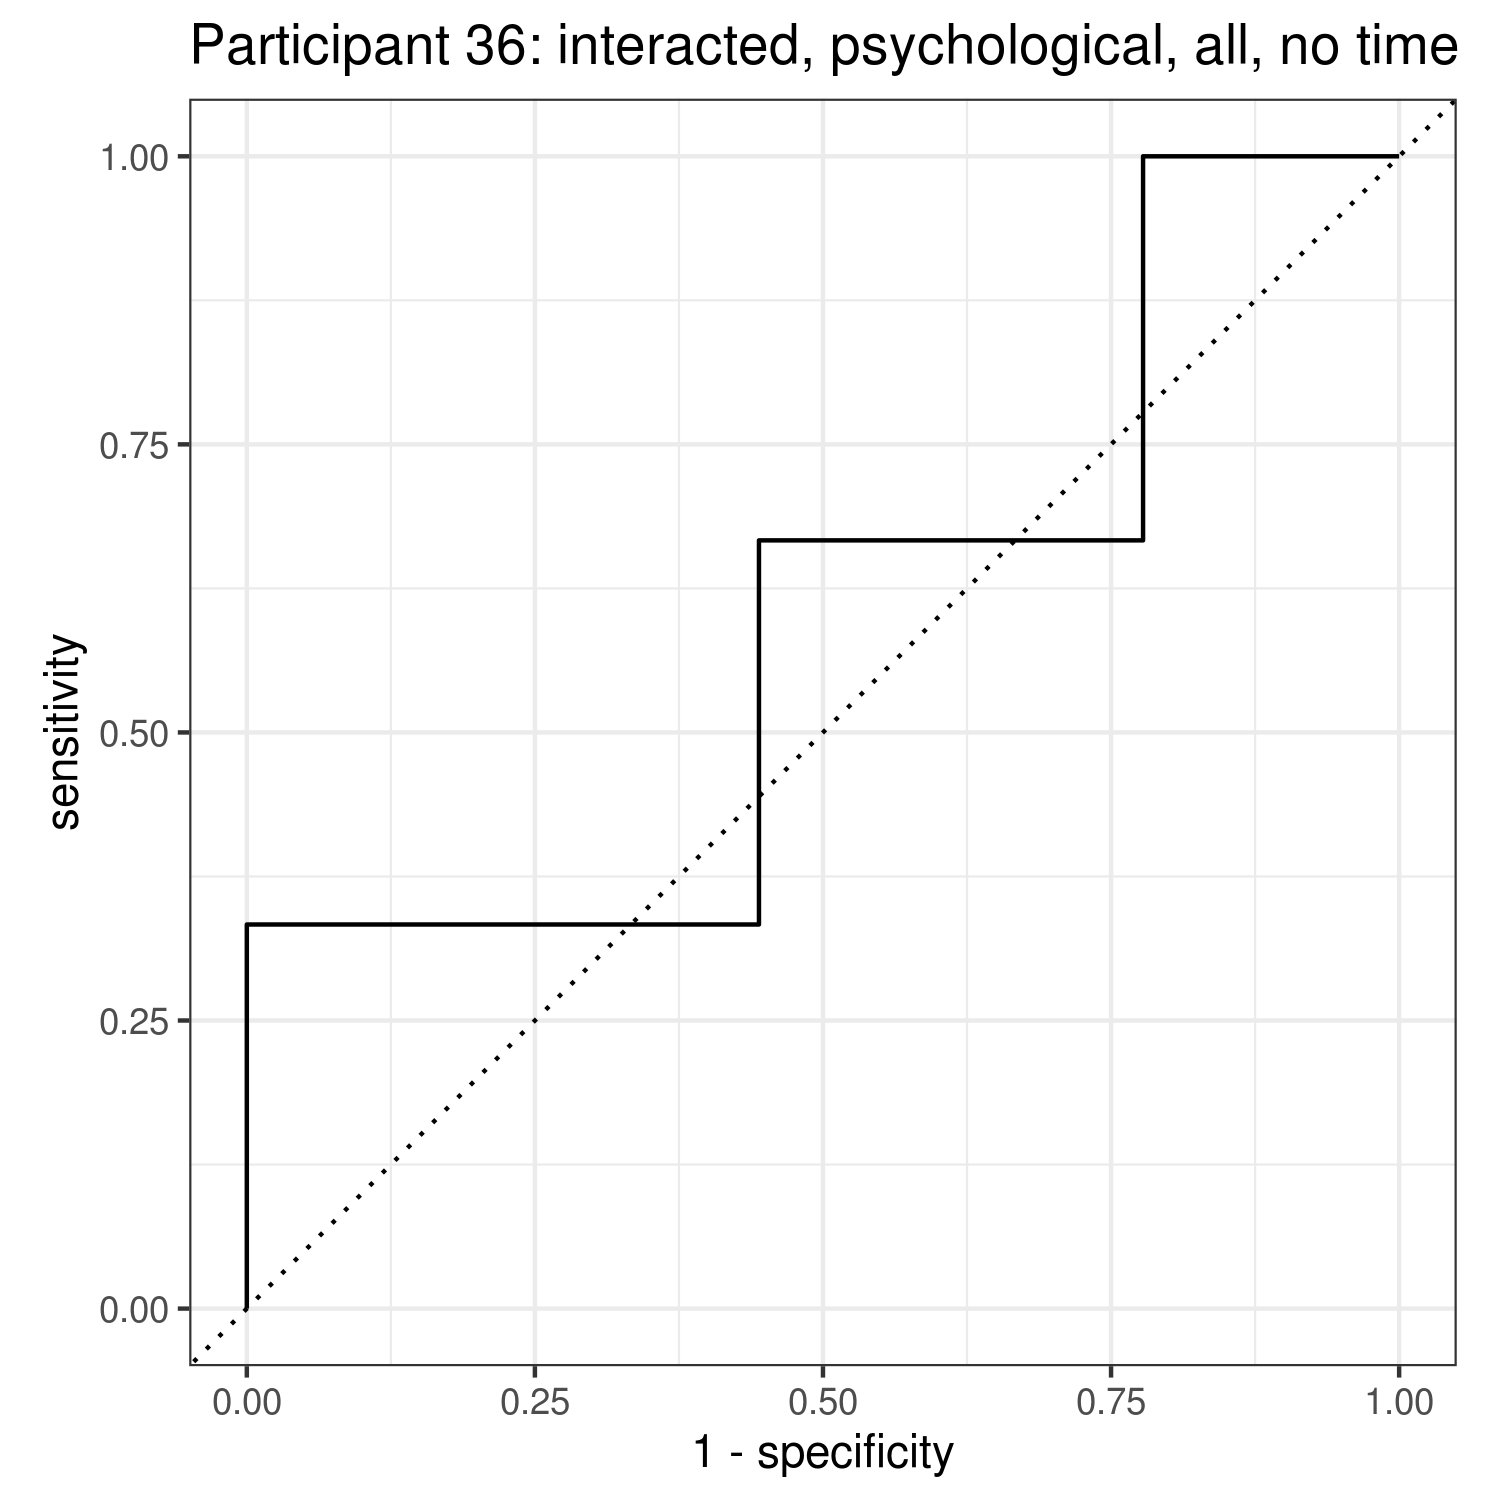 Participant 36: interacted, psychological, all, no time
1.00
0.75
0.50
0.25
0.00
sensitivity
0.00 0.25 0.50 0.75 1.00
1 - specificity